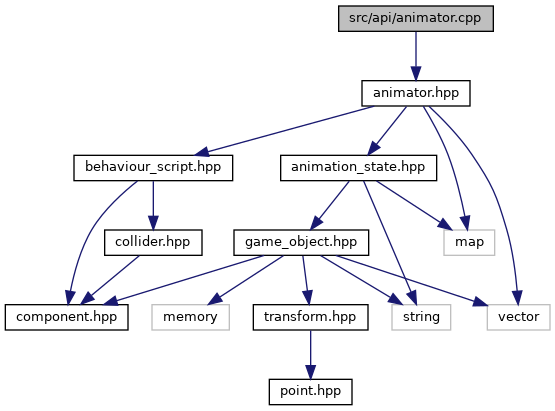 src/api/animator.cpp
animator.hpp
behaviour_script.hpp
animation_state.hpp
collider.hpp
game_object.hpp
map
component.hpp
memory
transform.hpp
string
vector
point.hpp